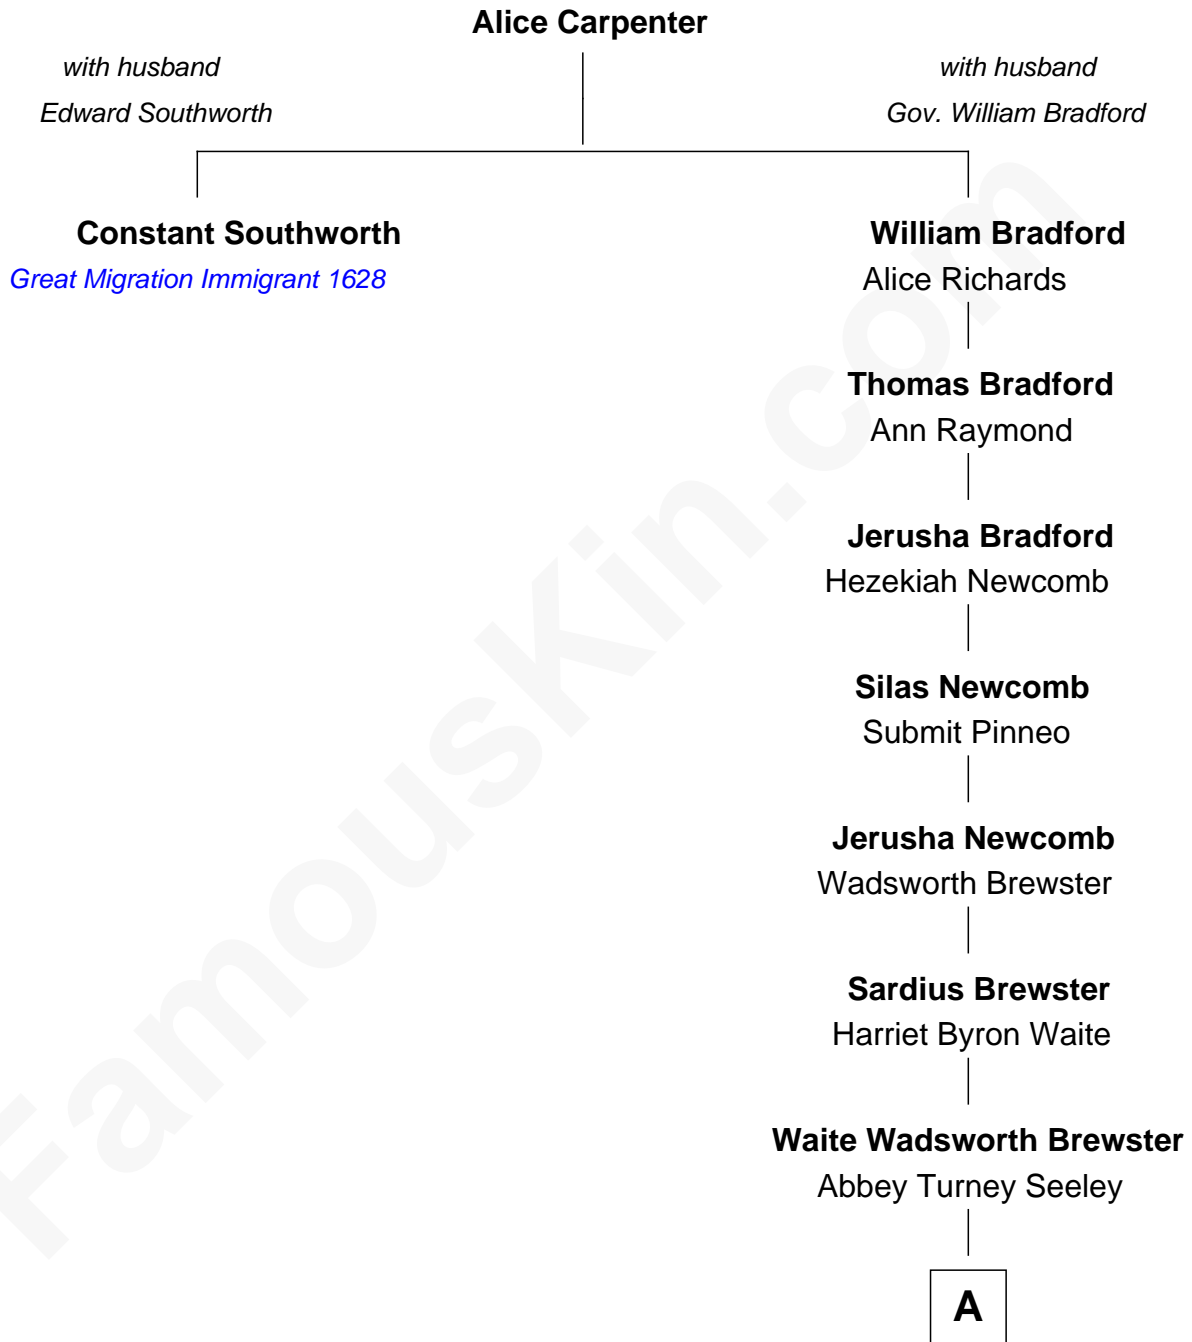 Alice Carpenter
with husband
Edward Southworth
with husband
Gov. William Bradford
Constant Southworth
Great Migration Immigrant 1628
William Bradford
Alice Richards
Thomas Bradford
Ann Raymond
Jerusha Bradford
Hezekiah Newcomb
Silas Newcomb
Submit Pinneo
Jerusha Newcomb
Wadsworth Brewster
Sardius Brewster
Harriet Byron Waite
Waite Wadsworth Brewster
Abbey Turney Seeley
A
FamousKin.com